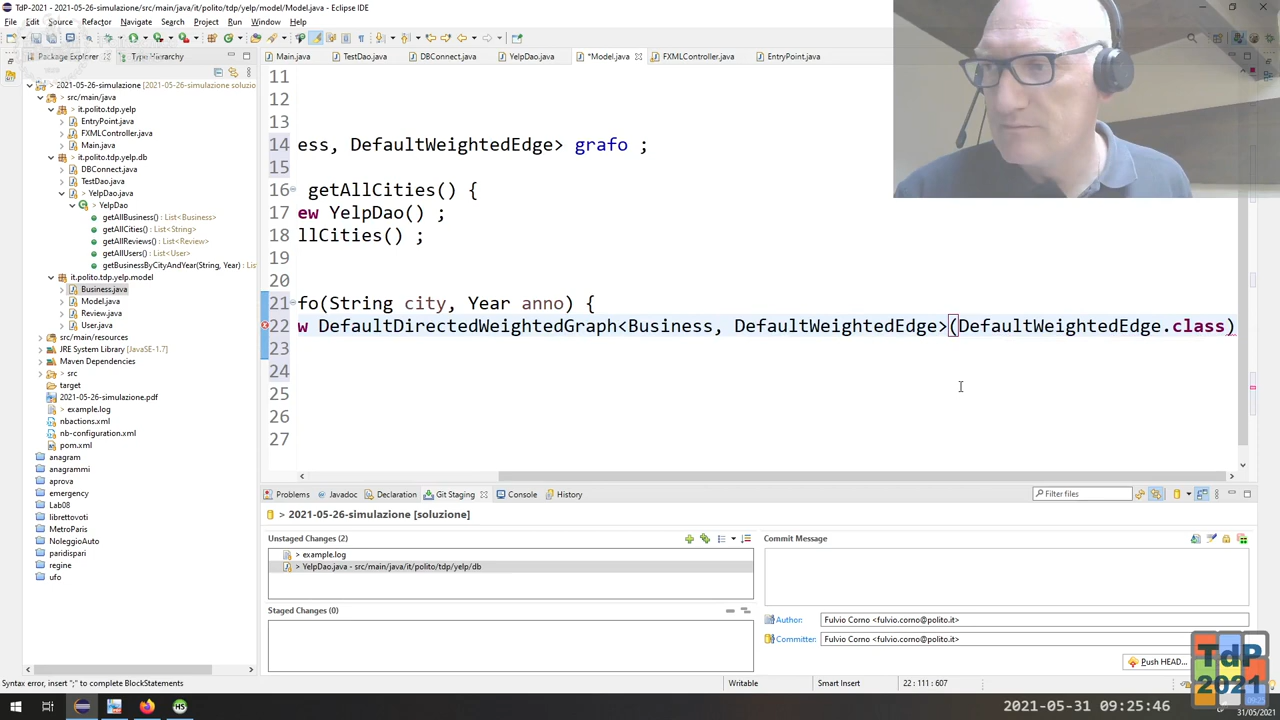 TdP-2021 - 2021-05-26-simulazione/src/main/java/it/polito/tdp/yelp/model/Model.java - Eclipse IDE
File Edit Source Refactor Navigate Search Project Run Window Help
Package Explorer Type Hierarchy
Main.java TestDao.java DBConnect.java YelpDao.java *Model.java FXMLController.java EntryPoint.java
2021-05-26-simulazione [2021-05-26-simulazione soluzio
src/main/java
it.polito.tdp.yelp
EntryPoint.java
FXMLController.java
Main.java
it.polito.tdp.yelp.db
DBConnect.java
TestDao.java
YelpDao.java
YelpDao
getAllBusiness() : List<Business>
getAllCities() : List<String>
getAllReviews() : List<Review>
getAllUsers() : List<User>
getBusinessByCityAndYear(String, Year) : Lis
it.polito.tdp.yelp.model
Business.java
Model.java
Review.java
User.java
src/main/resources
JRE System Library [JavaSE-1.7]
Maven Dependencies
src
target
2021-05-26-simulazione.pdf
example.log
nbactions.xml
nb-configuration.xml
pom.xml
anagram
anagrammi
aprova
emergency
Lab08
librettovoti
MetroParis
NoleggioAuto
paridispari
regine
ufo
11
12
13
14 ess, DefaultWeightedEdge> grafo ;
15
16 getAllCities() {
17 ew YelpDao() ;
18 llCities() ;
19
20
21 fo(String city, Year anno) {
22 w DefaultDirectedWeightedGraph<Business, DefaultWeightedEdge>(DefaultWeightedEdge.class)
23
24
25
26
27
Problems Javadoc Declaration Git Staging Console History
Filter files
> 2021-05-26-simulazione [soluzione]
Unstaged Changes (2)
> example.log
> YelpDao.java - src/main/java/it/polito/tdp/yelp/db
Staged Changes (0)
Commit Message
Author: Fulvio Corno <fulvio.corno@polito.it>
Committer: Fulvio Corno <fulvio.corno@polito.it>
Push HEAD...
Syntax error, insert ";" to complete BlockStatements Writable Smart Insert 22 : 111 : 607
TdP
2021
2021-05-31 09:25:46
31/05/2021